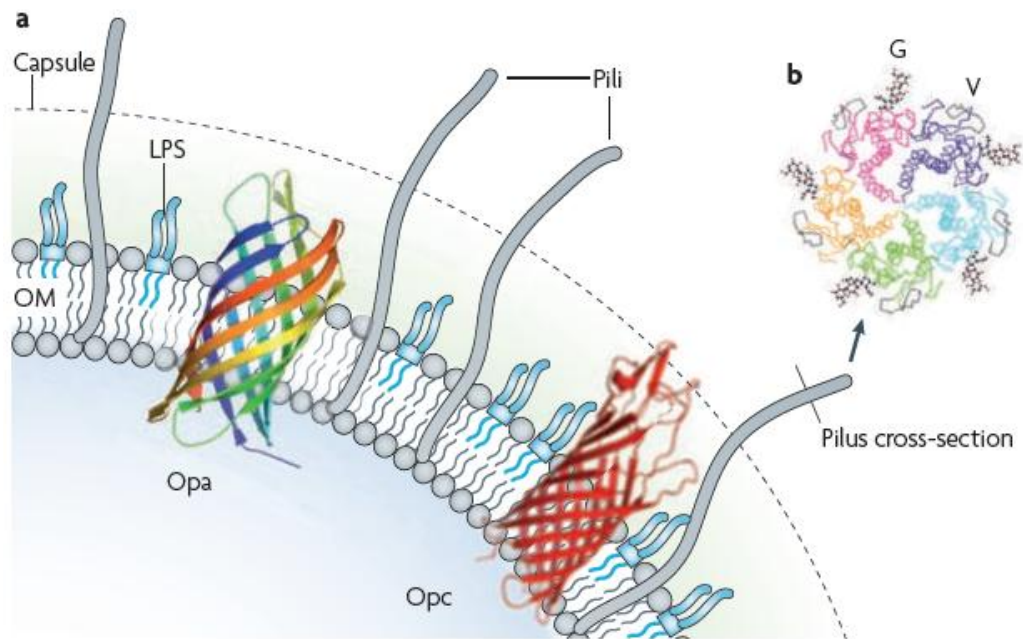 a
Capsule
LPS
Pili
b
G
V
OM
Opa
Opc
Pilus cross-section